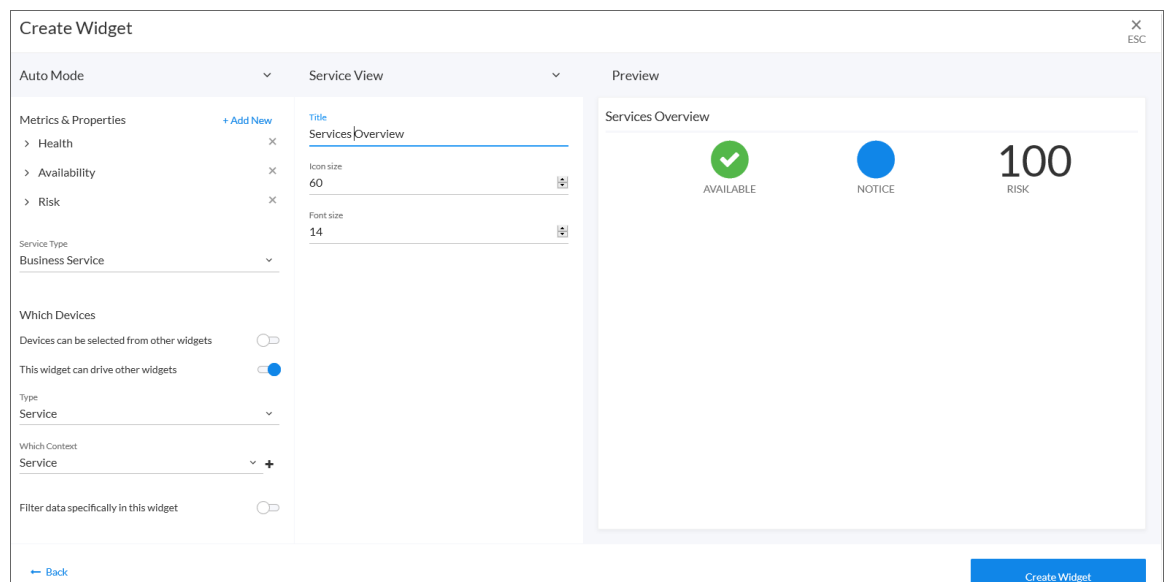 Create Widget
ESC
Auto Mode
Service View
Preview
Metrics & Properties
+ Add New
Health
Availability
Risk
Service Type
Business Service
Which Devices
Devices can be selected from other widgets
This widget can drive other widgets
Type
Service
Which Context
Service
Filter data specifically in this widget
Title
Services Overview
Icon size
60
Font size
14
Services Overview
AVAILABLE
NOTICE
100
RISK
← Back
Create Widget